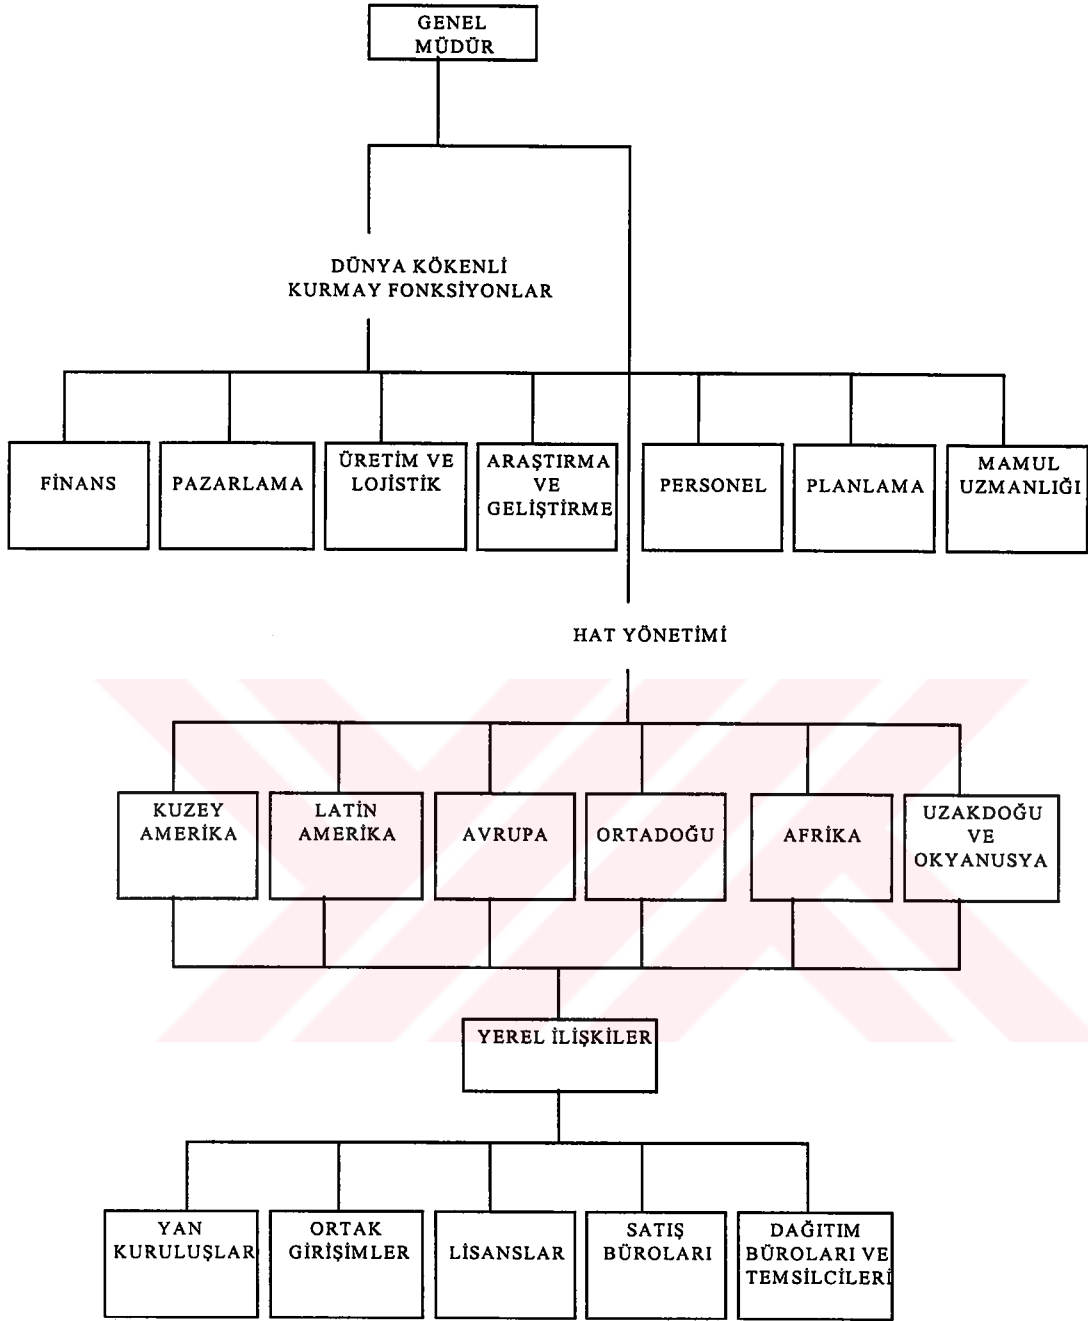 GENEL
MÜDÜR
DÜNYA KÖKENLİ
KURMAY FONKSİYONLAR
FİNANS
PAZARLAMA
ÜRETİM VE
LOJİSTİK
ARAŞTIRMA
VE
GELİŞTİRME
PERSONEL
PLANLAMA
MAMUL
UZMANLIĞI
HAT YÖNETİMİ
KUZEY
AMERİKA
LATİN
AMERİKA
AVRUPA
ORTADOĞU
AFRİKA
UZAKDOĞU
VE
OKYANUSYA
YEREL İLİŞKİLER
YAN
KURULUŞLAR
ORTAK
GİRİŞİMLER
LİSANSLAR
SATIŞ
BÜROLARI
DAĞITIM
BÜROLARI VE
TEMSİLCİLERİ